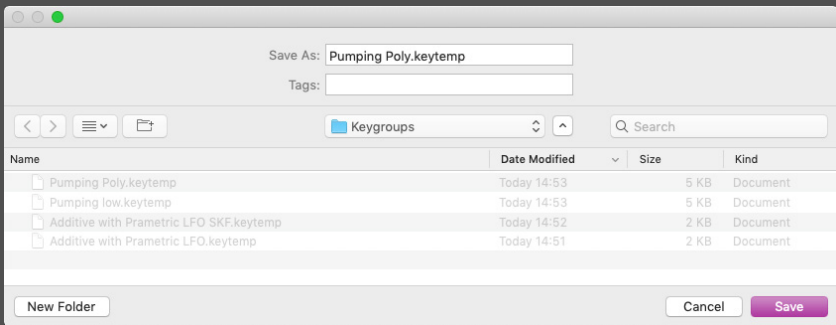 Save As: Pumping Poly.keytemp
Tags:
Keygroups Search
Name Date Modified Size Kind
Pumping Poly.keytemp Today 14:53 5 KB Document
Pumping low.keytemp Today 14:53 5 KB Document
Additive with Prametric LFO SKF.keytemp Today 14:52 2 KB Document
Additive with Prametric LFO.keytemp Today 14:51 2 KB Document
New Folder Cancel Save